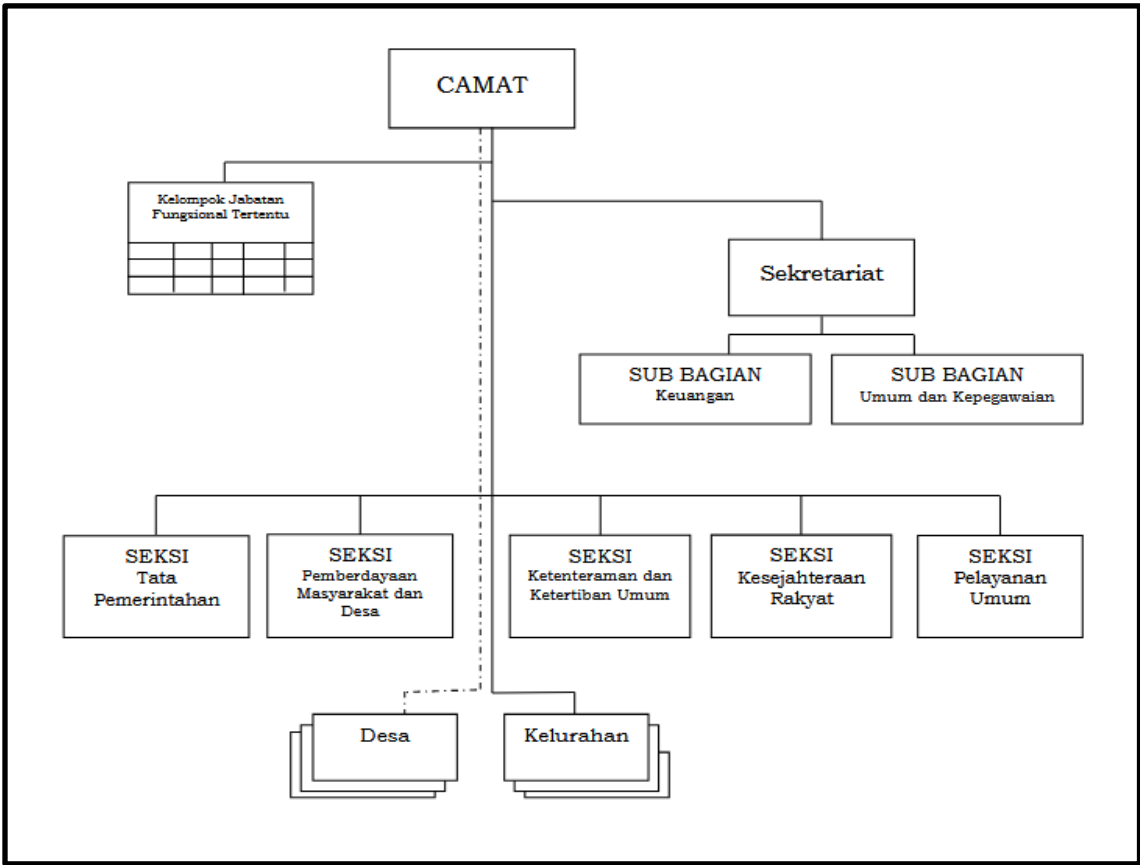 CAMAT
Kelompok Jabatan
Fungsional Tertentu
Sekretariat
SUB BAGIAN
Keuangan
SUB BAGIAN
Umum dan Kepegawaian
SEKSI
Tata
Pemerintahan
SEKSI
Pemberdayaan
Masyarakat dan
Desa
SEKSI
Ketenteraman dan
Ketertiban Umum
SEKSI
Kesejahteraan
Rakyat
SEKSI
Pelayanan
Umum
Desa
Kelurahan